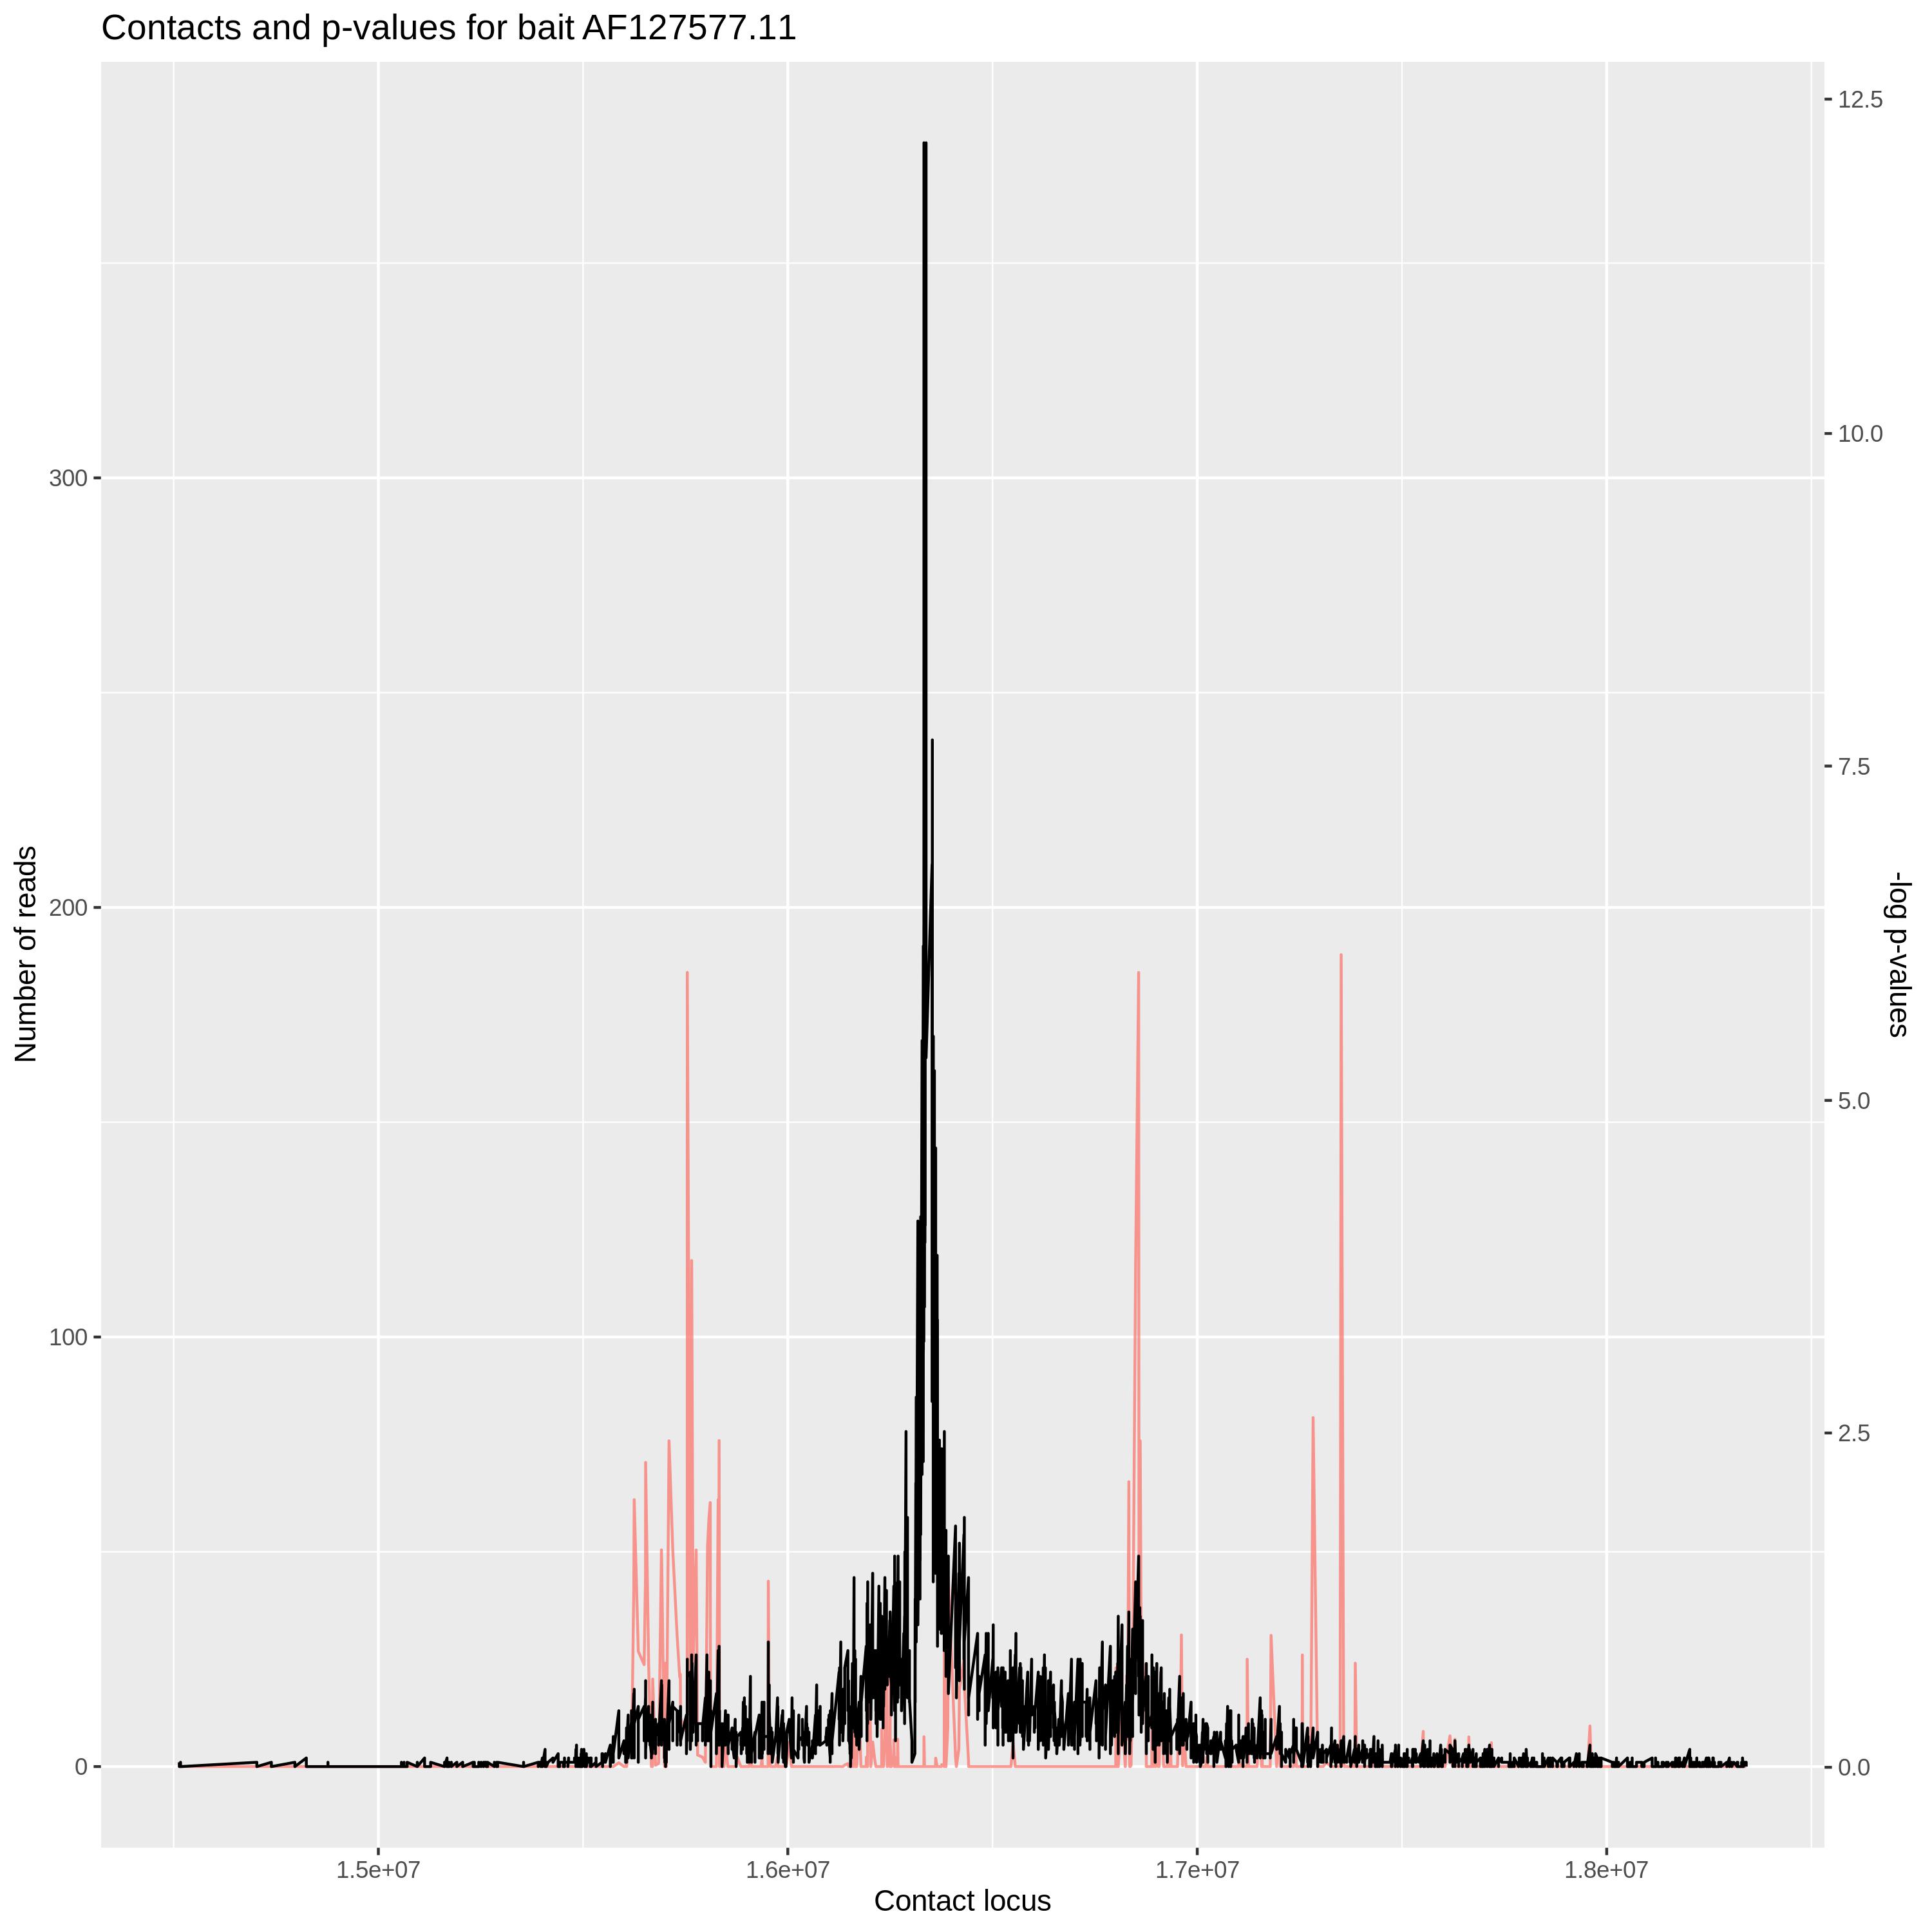 Contacts and p-values for bait AF127577.11
Number of reads
300
200
100
0
12.5
10.0
7.5
5.0
2.5
0.0
-log p-values
1.5e+07
1.6e+07
1.7e+07
1.8e+07
Contact locus